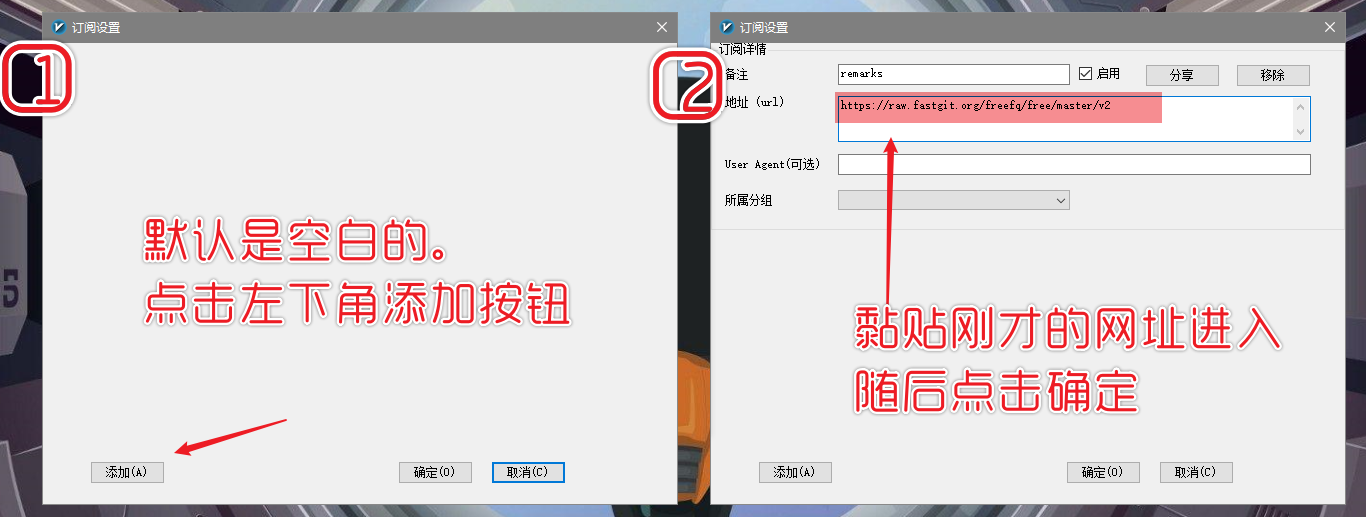 订阅设置
1
默认是空白的。
点击左下角添加按钮
添加(A)
确定(O)
取消(C)
5
订阅设置
2
订阅详情
备注
remarks
启用
分享
移除
地址 (url)
https://raw.fastgit.org/freefq/free/master/v2
User Agent(可选)
所属分组
黏贴刚才的网址进入
随后点击确定
添加(A)
确定(O)
取消(C)